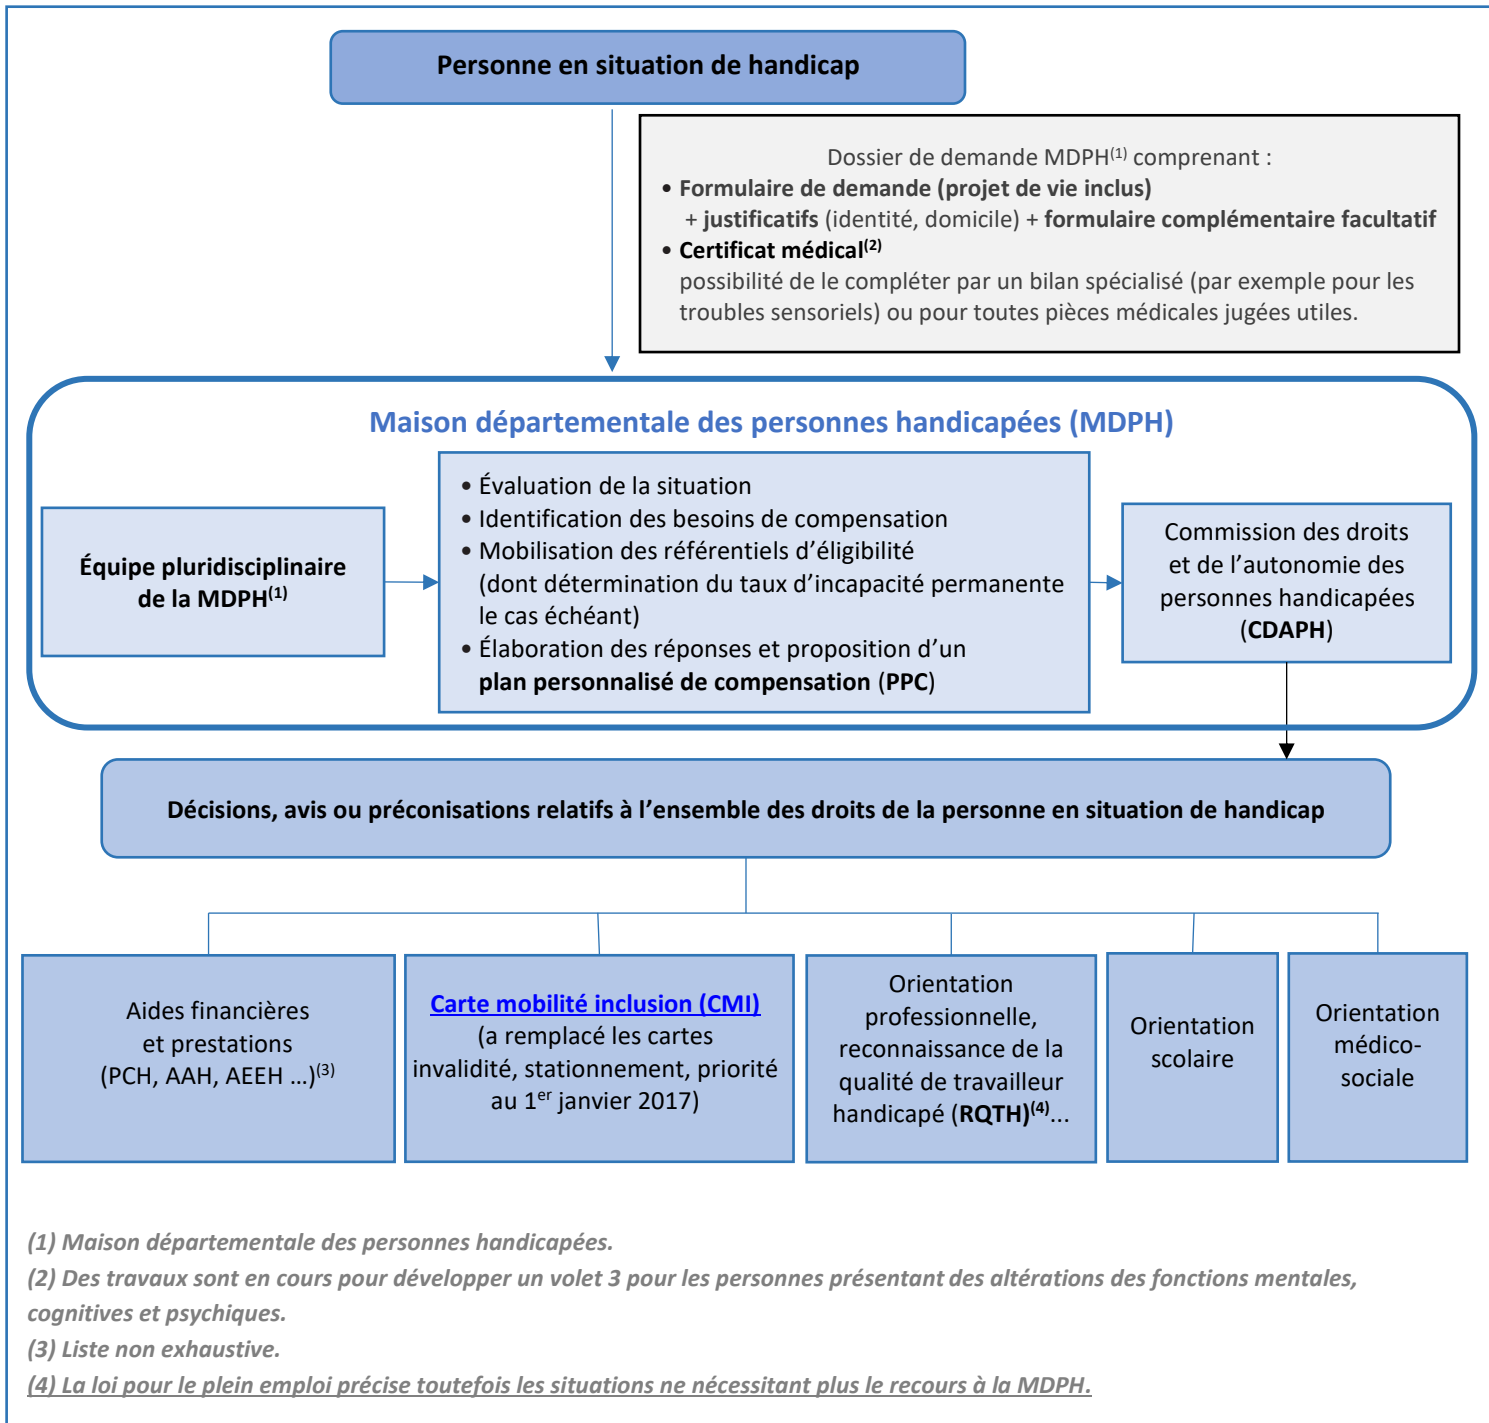 Personne en situation de handicap
Dossier de demande MDPH(1) comprenant :
• Formulaire de demande (projet de vie inclus)
+ justificatifs (identité, domicile) + formulaire complémentaire facultatif
• Certificat médical(2)
possibilité de le compléter par un bilan spécialisé (par exemple pour les
troubles sensoriels) ou pour toutes pièces médicales jugées utiles.
Maison départementale des personnes handicapées (MDPH)
Équipe pluridisciplinaire
de la MDPH(1)
• Évaluation de la situation
• Identification des besoins de compensation
• Mobilisation des référentiels d’éligibilité
(dont détermination du taux d’incapacité permanente
le cas échéant)
• Élaboration des réponses et proposition d’un
plan personnalisé de compensation (PPC)
Commission des droits
et de l’autonomie des
personnes handicapées
(CDAPH)
Décisions, avis ou préconisations relatifs à l’ensemble des droits de la personne en situation de handicap
Aides financières
et prestations
(PCH, AAH, AEEH …)(3)
Carte mobilité inclusion (CMI)
(a remplacé les cartes
invalidité, stationnement, priorité
au 1er janvier 2017)
Orientation
professionnelle,
reconnaissance de la
qualité de travailleur
handicapé (RQTH)(4)...
Orientation
scolaire
Orientation
médico-
sociale
(1) Maison départementale des personnes handicapées.
(2) Des travaux sont en cours pour développer un volet 3 pour les personnes présentant des altérations des fonctions mentales,
cognitives et psychiques.
(3) Liste non exhaustive.
(4) La loi pour le plein emploi précise toutefois les situations ne nécessitant plus le recours à la MDPH.